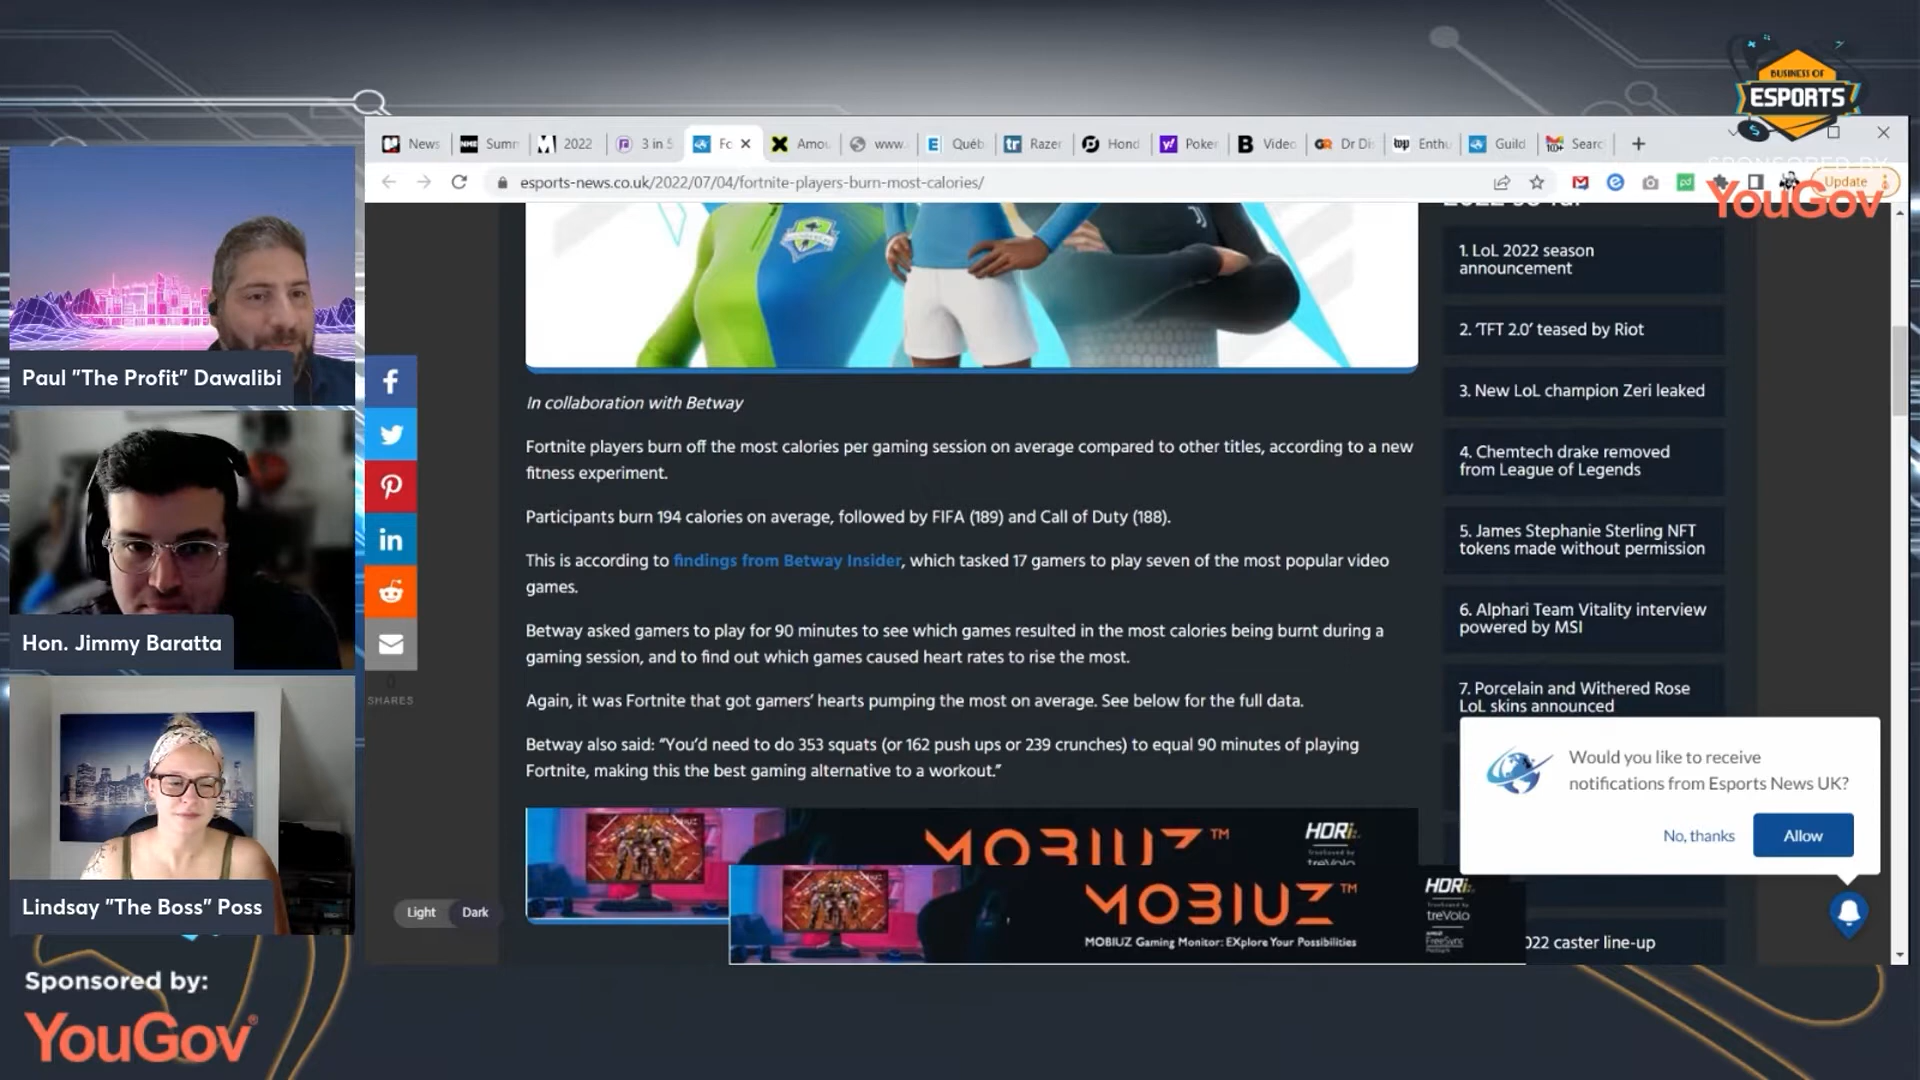 BUSINESS OF
ESPORTS
News
Sumn
2022
3 in 5
Fc
Amou
www.
Québ
Razer
Hond
Poker
Video
Dr Dis
Enthu
Guild
Searc
SPONSORED BY
YouGov
esports-news.co.uk/2022/07/04/fortnite-players-burn-most-calories/
Update
1. LoL 2022 season
announcement
2. ‘TFT 2.0’ teased by Riot
3. New LoL champion Zeri leaked
4. Chemtech drake removed
from League of Legends
5. James Stephanie Sterling NFT
tokens made without permission
6. Alphari Team Vitality interview
powered by MSI
7. Porcelain and Withered Rose
LoL skins announced
022 caster line-up
Paul "The Profit" Dawalibi
Hon. Jimmy Baratta
Lindsay "The Boss" Poss
0
SHARES
In collaboration with Betway
Fortnite players burn off the most calories per gaming session on average compared to other titles, according to a new
fitness experiment.
Participants burn 194 calories on average, followed by FIFA (189) and Call of Duty (188).
This is according to findings from Betway Insider, which tasked 17 gamers to play seven of the most popular video
games.
Betway asked gamers to play for 90 minutes to see which games resulted in the most calories being burnt during a
gaming session, and to find out which games caused heart rates to rise the most.
Again, it was Fortnite that got gamers’ hearts pumping the most on average. See below for the full data.
Betway also said: “You’d need to do 353 squats (or 162 push ups or 239 crunches) to equal 90 minutes of playing
Fortnite, making this the best gaming alternative to a workout.”
Would you like to receive
notifications from Esports News UK?
No, thanks
Allow
MOBIUZ™
HDRi
treVolo
MOBIUZ™
HDRi
treVolo
FreeSync
MOBIUZ Gaming Monitor: EXplore Your Possibilities
Light
Dark
Sponsored by:
YouGov®